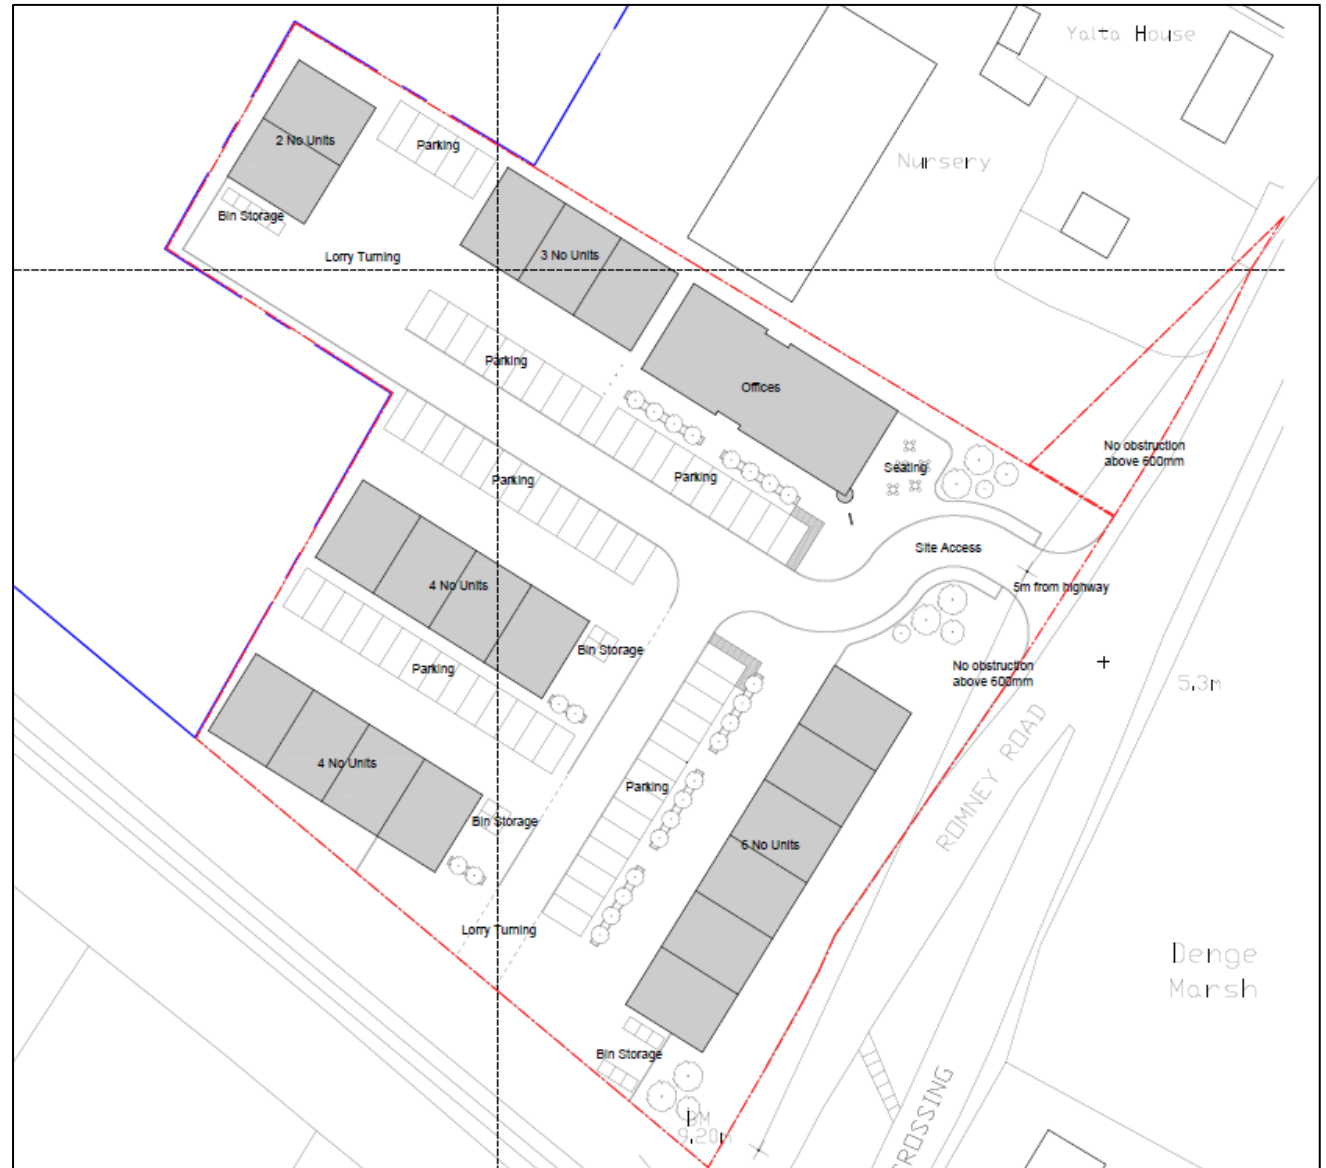 Yalta House
2 No Units
Parking
Nursery
Bin Storage
3 No Units
Lorry Turning
Parking
Offices
No obstruction
above 600mm
Seating
Parking
Parking
Site Access
4 No Units
5m from highway
Bin Storage
Parking
No obstruction
above 600mm
5.3m
ROMNEY ROAD
4 No Units
Parking
Bin Storage
6 No Units
Lorry Turning
Denge
Marsh
Bin Storage
BM
9.20m
CROSSING